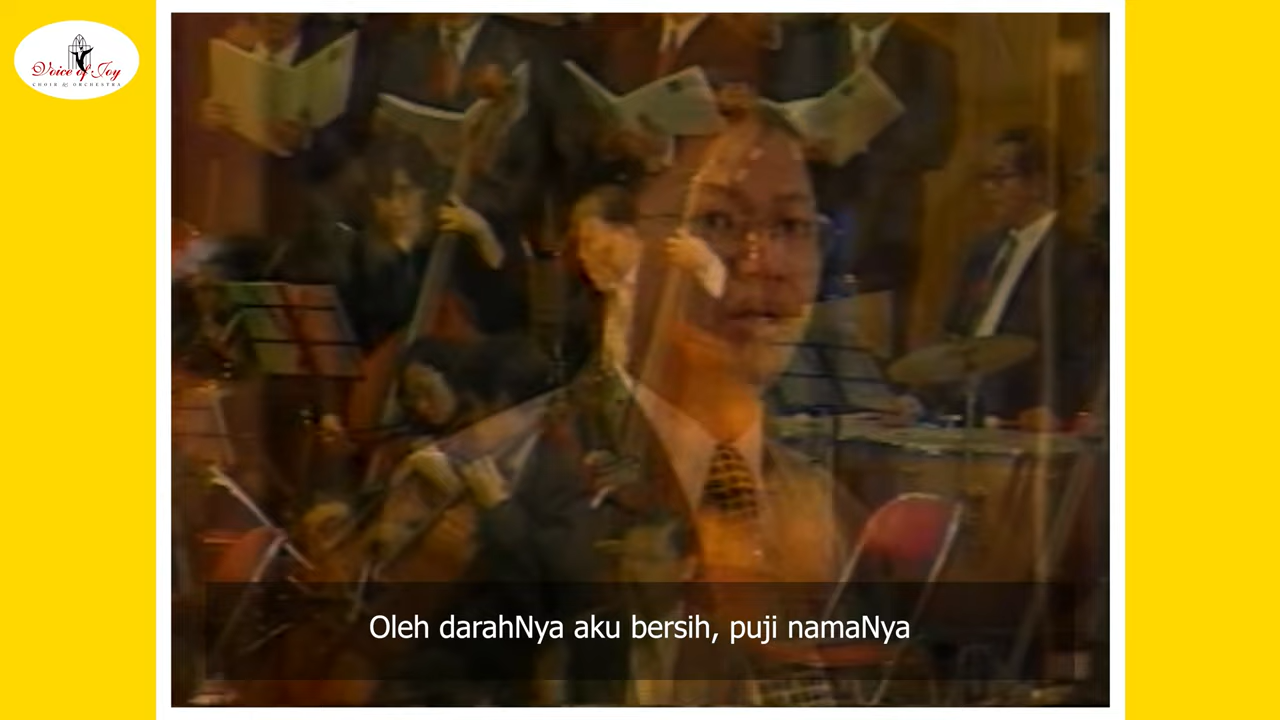 Voice of Joy
CHOIR & ORCHESTRA
Oleh darahNya aku bersih, puji namaNya